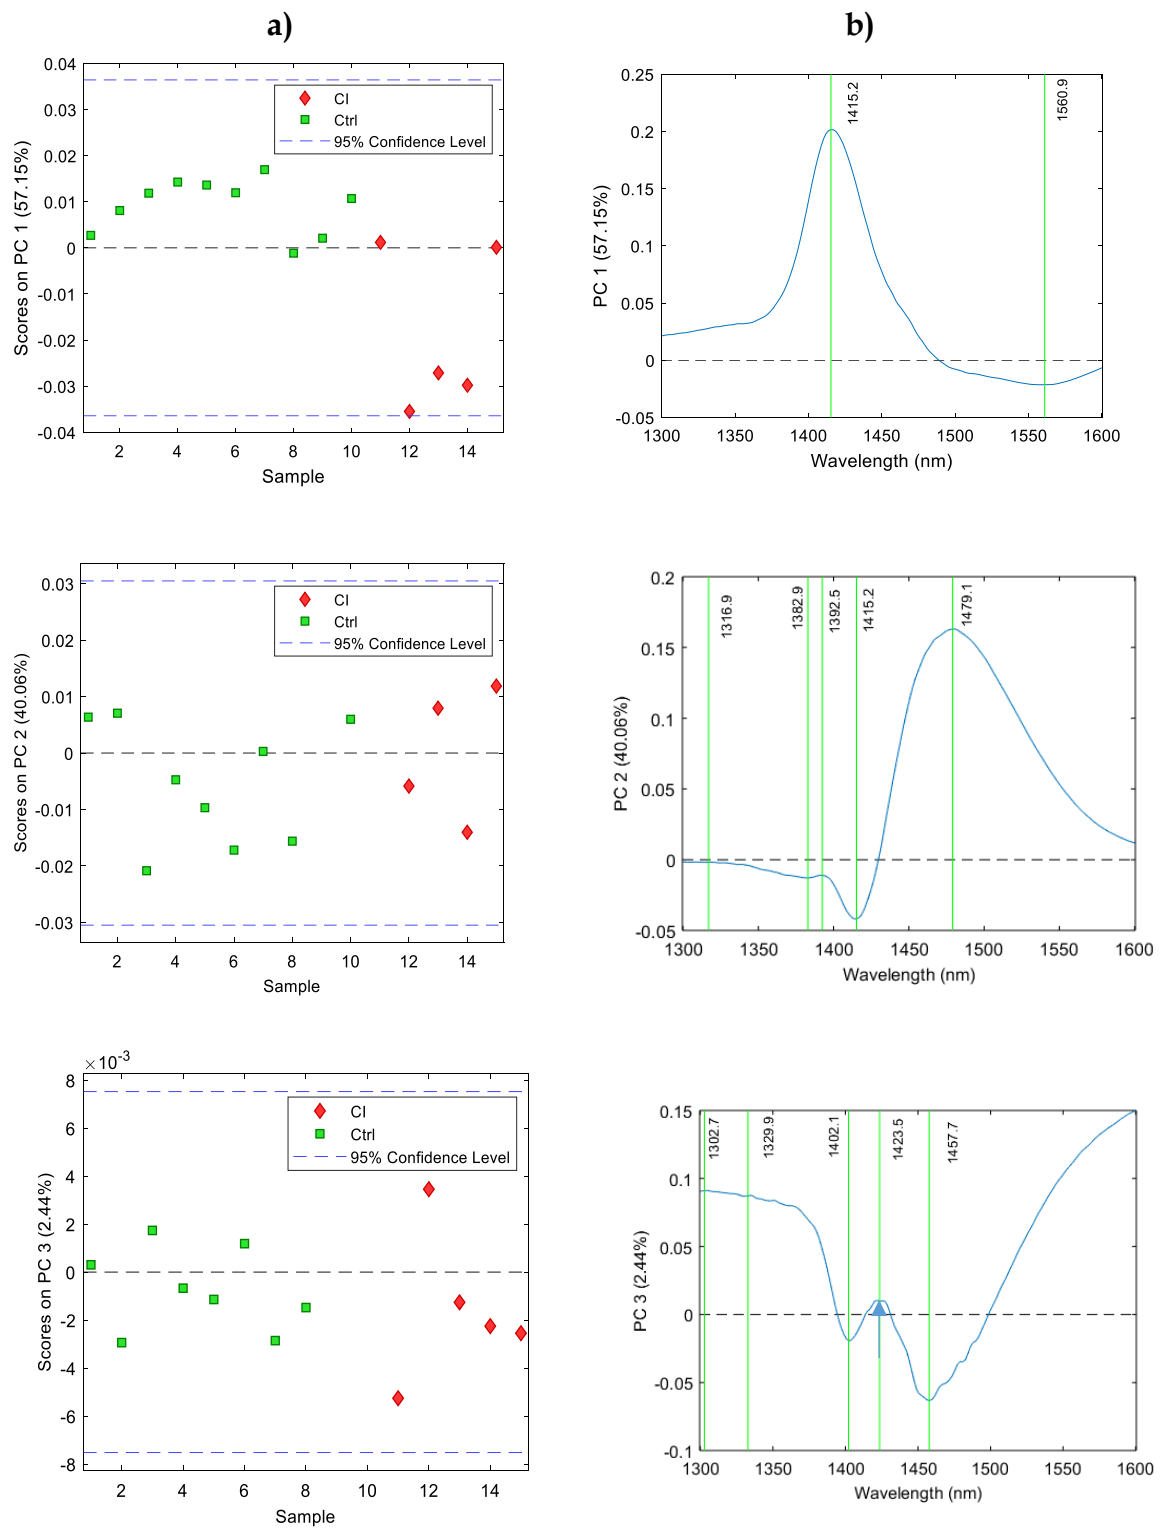 a)
b)
0.04
0.03
0.02
0.01
0
-0.01
-0.02
-0.03
-0.04
Scores on PC 1 (57.15%)
CI
Ctrl
95% Confidence Level
2 4 6 8 10 12 14
Sample
0.25
0.2
0.15
0.1
0.05
0
-0.05
PC 1 (57.15%)
1415.2
1560.9
1300 1350 1400 1450 1500 1550 1600
Wavelength (nm)
0.03
0.02
0.01
0
-0.01
-0.02
-0.03
Scores on PC 2 (40.06%)
CI
Ctrl
95% Confidence Level
2 4 6 8 10 12 14
Sample
0.2
0.15
0.1
0.05
0
-0.05
PC 2 (40.06%)
1316.9
1382.9
1392.5
1415.2
1479.1
1300 1350 1400 1450 1500 1550 1600
Wavelength (nm)
×10-3
8
6
4
2
0
-2
-4
-6
-8
Scores on PC 3 (2.44%)
CI
Ctrl
95% Confidence Level
2 4 6 8 10 12 14
Sample
0.15
0.1
0.05
0
-0.05
-0.1
PC 3 (2.44%)
1302.7
1329.9
1402.1
1423.5
1457.7
1300 1350 1400 1450 1500 1550 1600
Wavelength (nm)